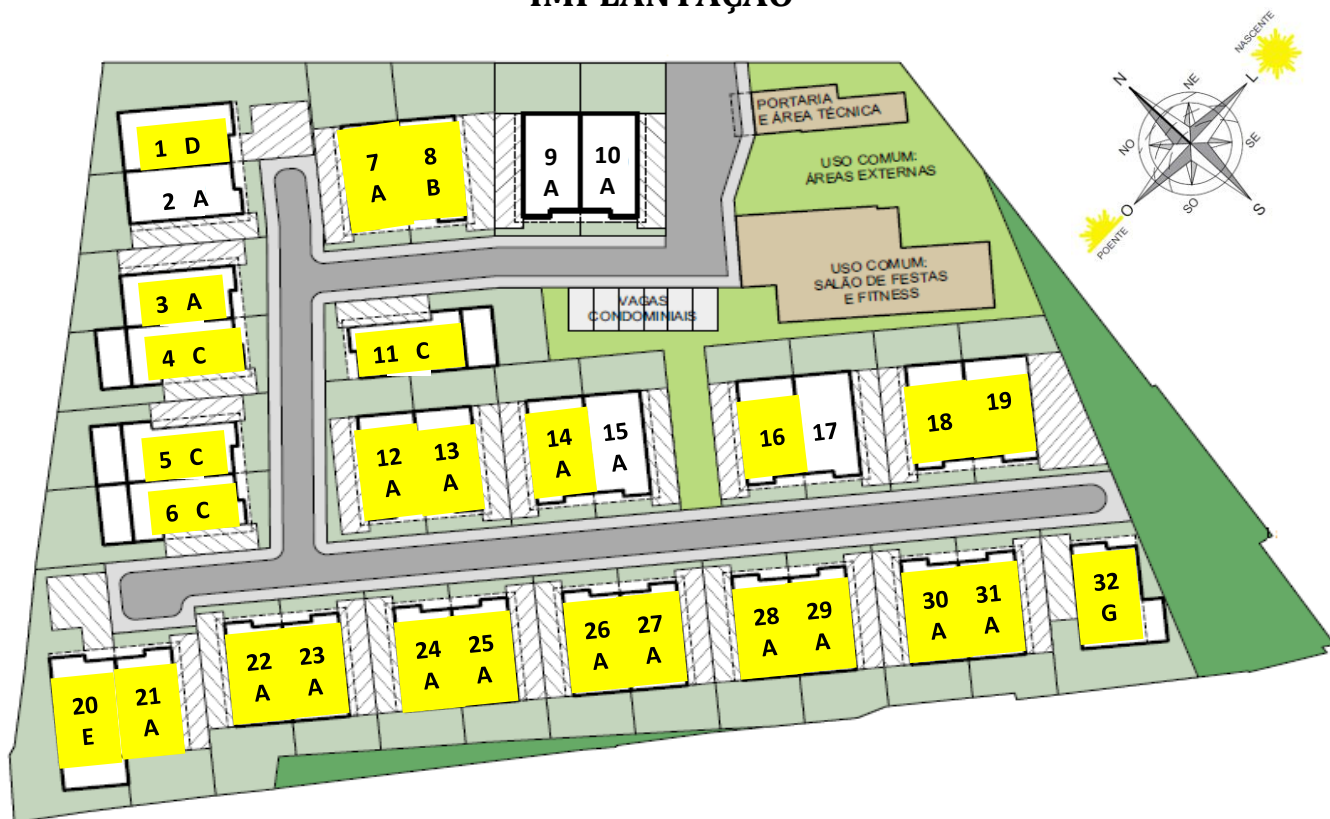 IMPLANTAÇÃO
NASCENTE
N
NE
L
NO
SE
O
SO
S
POENTE
PORTARIA
E ÁREA TÉCNICA
USO COMUM:
ÁREAS EXTERNAS
USO COMUM:
SALÃO DE FESTAS
E FITNESS
VAGAS
CONDOMINIAIS
1 D
2 A
3 A
4 C
5 C
6 C
7
A
8
B
9
A
10
A
11 C
12
A
13
A
14
A
15
A
16
17
18
19
20
E
21
A
22
A
23
A
24
A
25
A
26
A
27
A
28
A
29
A
30
A
31
A
32
G